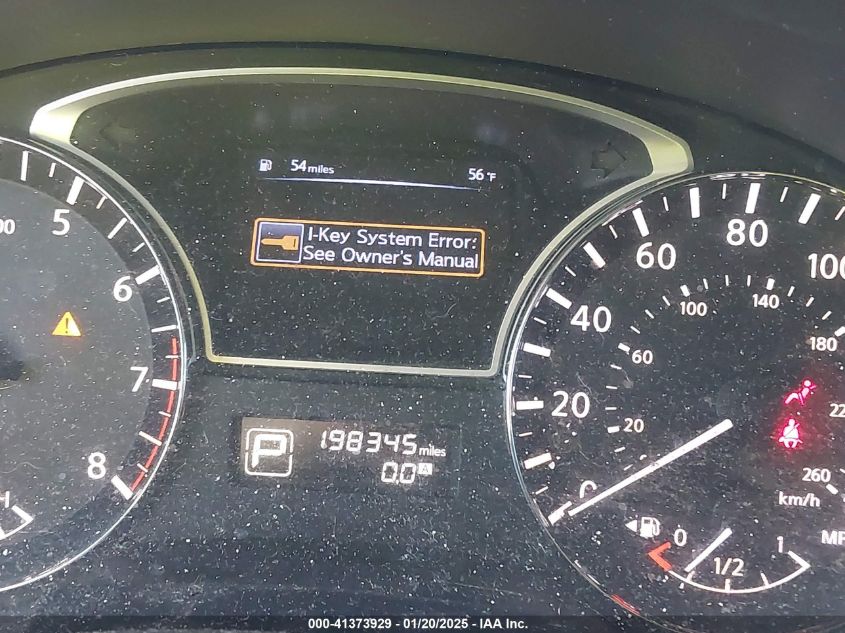 54 miles
56 °F
I-Key System Error:
See Owner's Manual
5
6
7
8
H
P
198345 miles
0.0 A
0
20
40
60
80
100
20
60
100
140
180
260
km/h
0
1/2
1
000-41373929 - 01/20/2025 - IAA Inc.